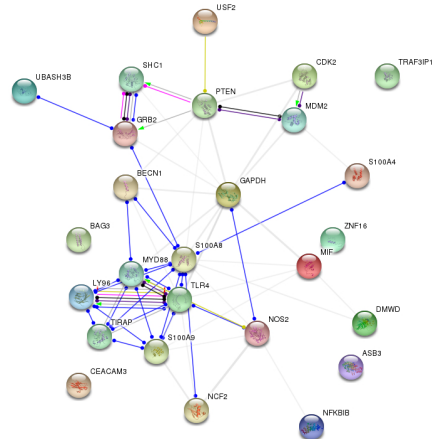 USF2
SHC1
CDK2
TRAF3IP1
UBASH3B
PTEN
MDM2
GRB2
S100A4
BECN1
GAPDH
BAG3
ZNF16
S100A8
MIF
MYD88
LY96
TLR4
DMWD
TIRAP
NOS2
S100A9
ASB3
CEACAM3
NCF2
NFKBIB